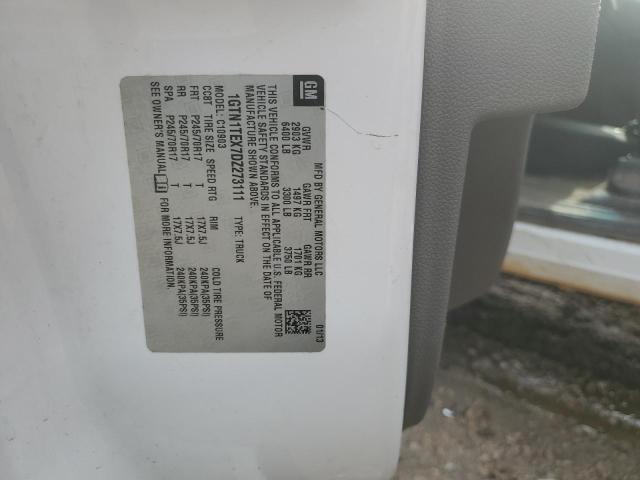 GM
MFD BY GENERAL MOTORS LLC 01/13
GVWR GAWR FRT GAWR RR
2903 KG 1497 KG 1701 KG
6400 LB 3300 LB 3750 LB
THIS VEHICLE CONFORMS TO ALL APPLICABLE U.S. FEDERAL MOTOR
VEHICLE SAFETY STANDARDS IN EFFECT ON THE DATE OF
MANUFACTURE SHOWN ABOVE.
1GTN1TEX7DZ273111 TYPE: TRUCK
MODEL: C10903
CCBT TIRE SIZE SPEED RTG RIM COLD TIRE PRESSURE
FRT P245/70R17 T 17X7.5J 240KPA(35PSI)
RR P245/70R17 T 17X7.5J 240KPA(35PSI)
SPA P245/70R17 T 17X7.5J 240KPA(35PSI)
SEE OWNER'S MANUAL FOR MORE INFORMATION.